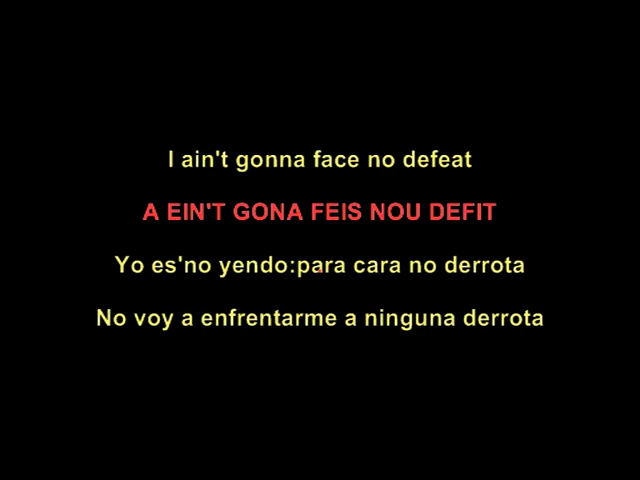 I ain't gonna face no defeat
A EIN'T GONA FEIS NOU DEFIT
Yo es'no yendo:para cara no derrota
No voy a enfrentarme a ninguna derrota